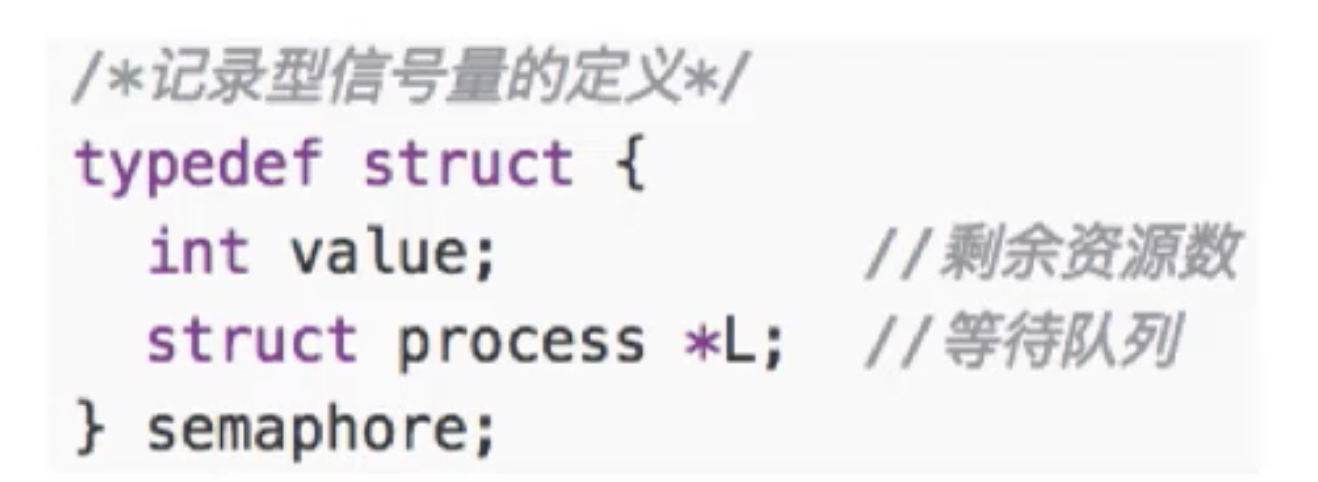 /*记录型信号量的定义*/
typedef struct {
  int value;           //剩余资源数
  struct process *L;  //等待队列
} semaphore;